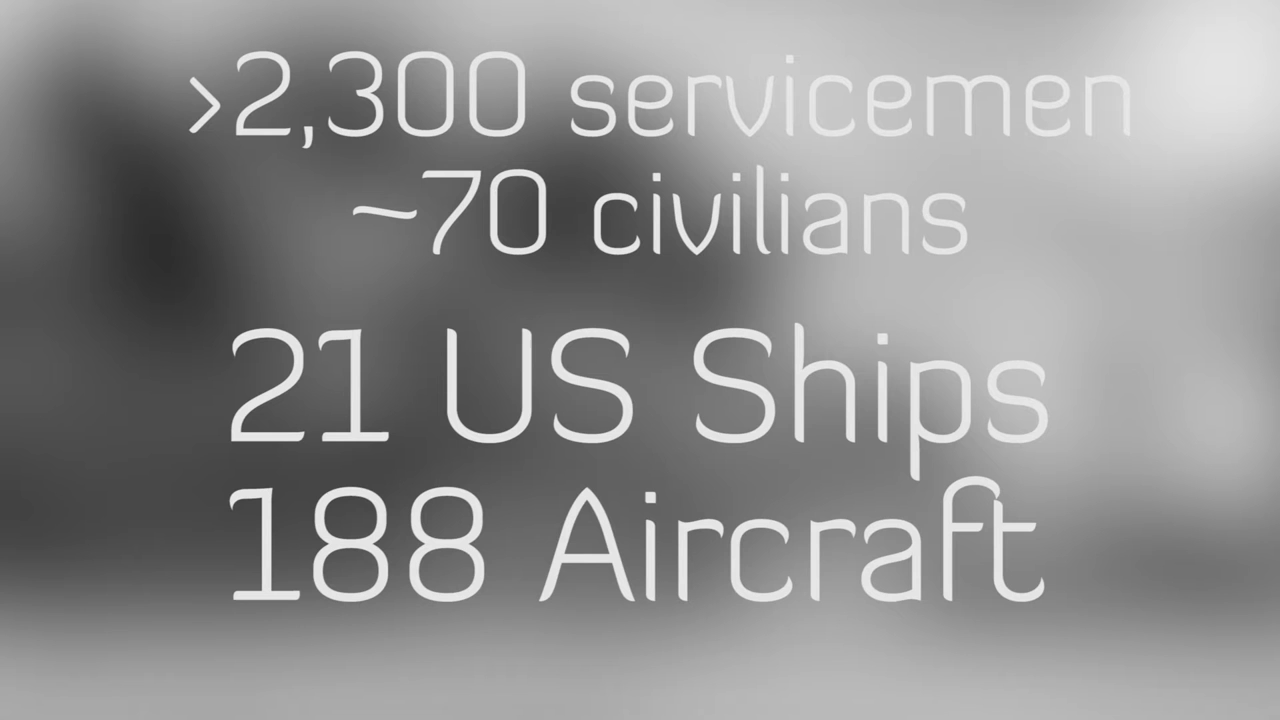 >2,300 servicemen
~70 civilians
21 US Ships
188 Aircraft